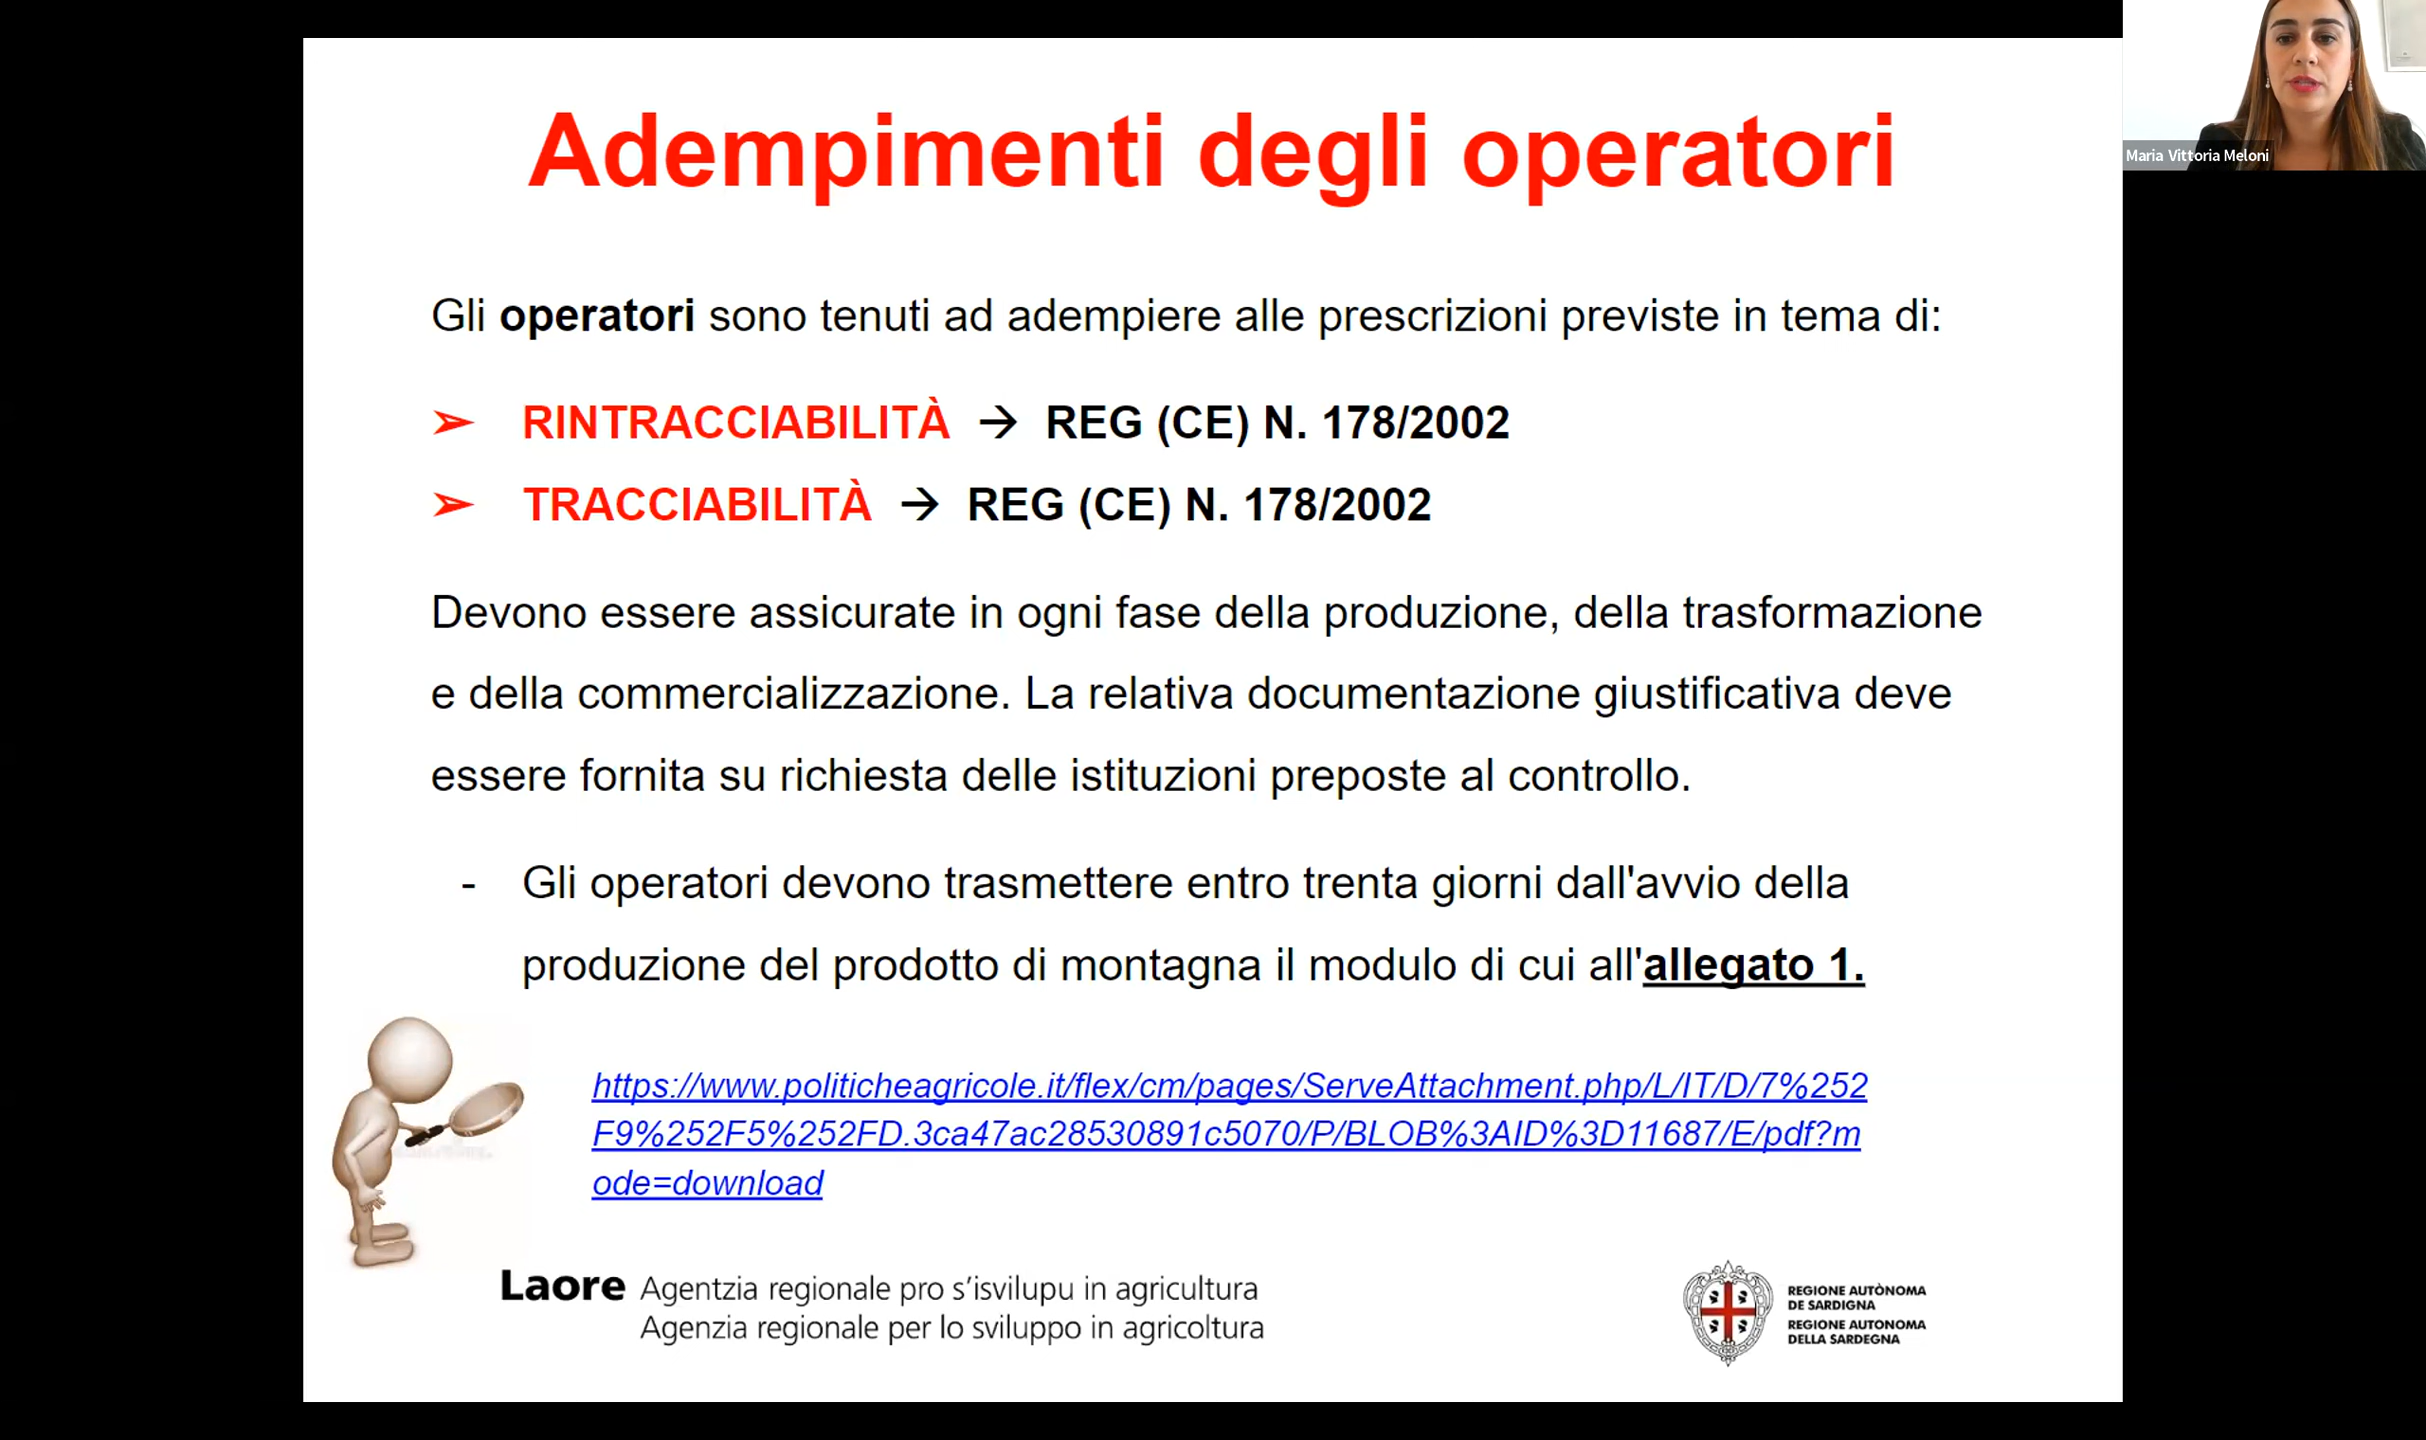 Adempimenti degli operatori
Maria Vittoria Meloni
Gli operatori sono tenuti ad adempiere alle prescrizioni previste in tema di:
➢ RINTRACCIABILITÀ → REG (CE) N. 178/2002
➢ TRACCIABILITÀ → REG (CE) N. 178/2002
Devono essere assicurate in ogni fase della produzione, della trasformazione
e della commercializzazione. La relativa documentazione giustificativa deve
essere fornita su richiesta delle istituzioni preposte al controllo.
- Gli operatori devono trasmettere entro trenta giorni dall'avvio della
produzione del prodotto di montagna il modulo di cui all'allegato 1.
https://www.politicheagricole.it/flex/cm/pages/ServeAttachment.php/L/IT/D/7%252
F9%252F5%252FD.3ca47ac28530891c5070/P/BLOB%3AID%3D11687/E/pdf?m
ode=download
Laore Agentzia regionale pro s'isvilupu in agricultura
Agenzia regionale per lo sviluppo in agricoltura
REGIONE AUTÒNOMA
DE SARDIGNA
REGIONE AUTONOMA
DELLA SARDEGNA